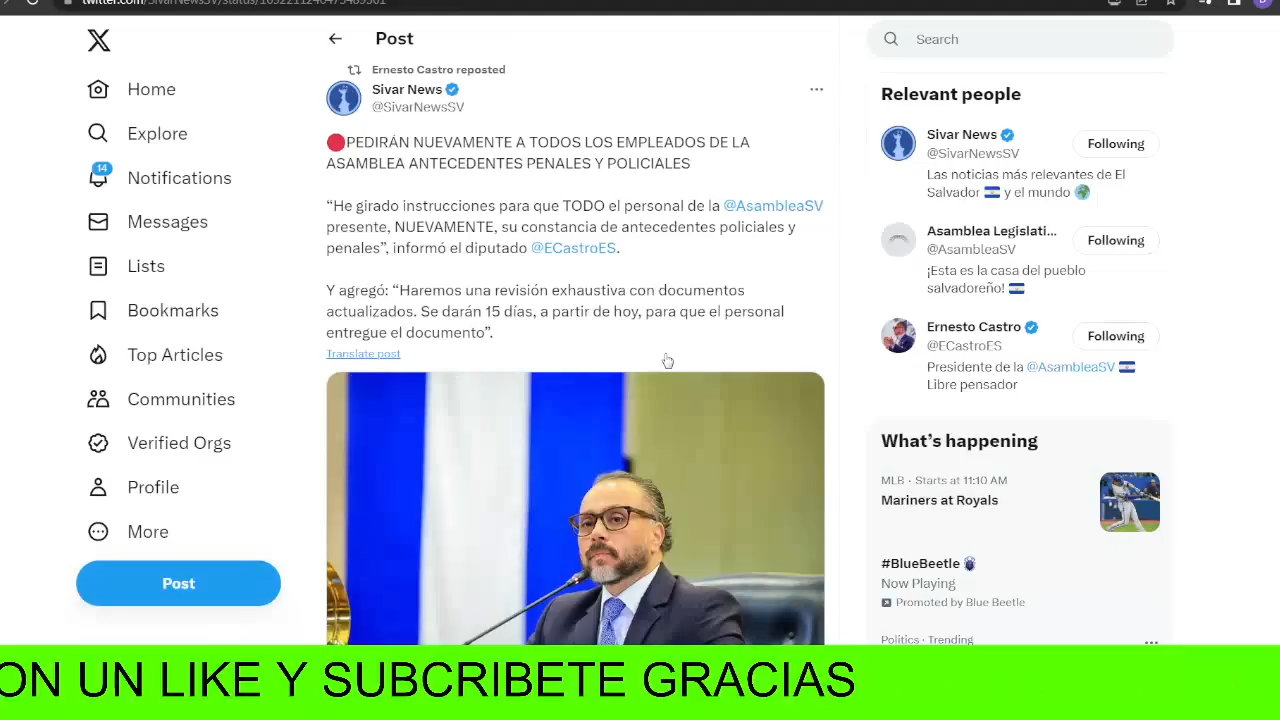 Home
Explore
14
Notifications
Messages
Lists
Bookmarks
Top Articles
Communities
Verified Orgs
Profile
More
Post
Post
Ernesto Castro reposted
Sivar News
@SivarNewsSV
PEDIRÁN NUEVAMENTE A TODOS LOS EMPLEADOS DE LA
ASAMBLEA ANTECEDENTES PENALES Y POLICIALES
“He girado instrucciones para que TODO el personal de la @AsambleaSV
presente, NUEVAMENTE, su constancia de antecedentes policiales y
penales”, informó el diputado @ECastroES.
Y agregó: “Haremos una revisión exhaustiva con documentos
actualizados. Se darán 15 días, a partir de hoy, para que el personal
entregue el documento”.
Translate post
Search
Relevant people
Sivar News
@SivarNewsSV
Following
Las noticias más relevantes de El
Salvador y el mundo
Asamblea Legislati...
@AsambleaSV
Following
¡Esta es la casa del pueblo
salvadoreño!
Ernesto Castro
@ECastroES
Following
Presidente de la @AsambleaSV
Libre pensador
What’s happening
MLB · Starts at 11:10 AM
Mariners at Royals
#BlueBeetle
Now Playing
Promoted by Blue Beetle
Politics · Trending
ON UN LIKE Y SUBCRIBETE GRACIAS